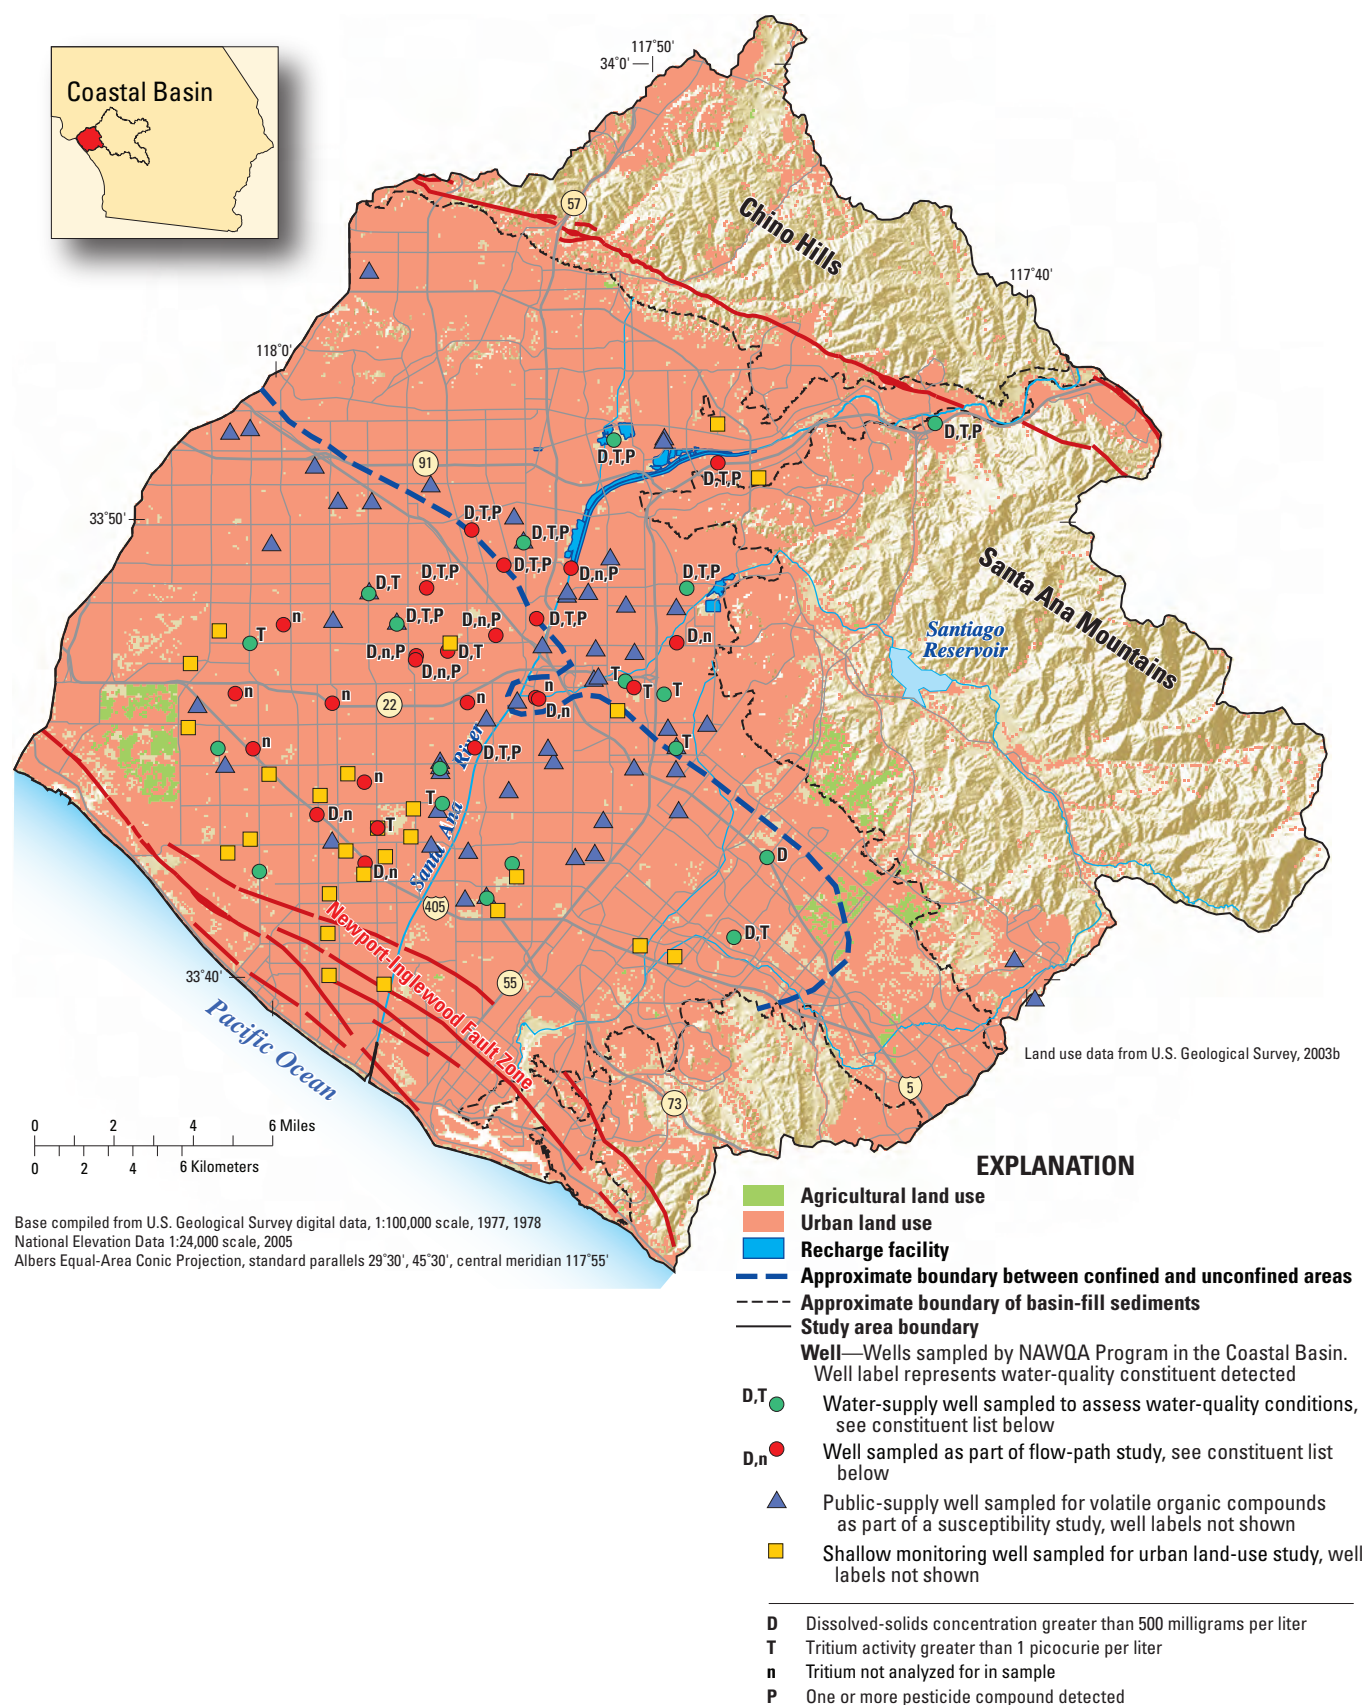 117°50'
34°0'
Coastal Basin
57
Chino Hills
117°40'
118°0'
D,T,P
D,T,P
91
D,T,P
33°50'
D,T,P
D,T,P
D,T,P
D,n,P
Santa Ana Mountains
D,T
D,T,P
D,T,P
n
D,T,P
D,n,P
D,T,P
Santiago
Reservoir
T
D,n
D,n,P
D,T
D,n,P
T
T
T
n
n
n
n
22
D,n
n
River
D,T,P
T
n
T
D,n
T
Santa Ana
D
D,n
405
Newport-Inglewood Fault Zone
D,T
33°40'
55
Pacific Ocean
Land use data from U.S. Geological Survey, 2003b
5
73
0 2 4 6 Miles
0 2 4 6 Kilometers
EXPLANATION
Agricultural land use
Base compiled from U.S. Geological Survey digital data, 1:100,000 scale, 1977, 1978
Urban land use
National Elevation Data 1:24,000 scale, 2005
Recharge facility
Albers Equal-Area Conic Projection, standard parallels 29°30', 45°30', central meridian 117°55'
Approximate boundary between confined and unconfined areas
Approximate boundary of basin-fill sediments
Study area boundary
Well—Wells sampled by NAWQA Program in the Coastal Basin.
Well label represents water-quality constituent detected
D,T Water-supply well sampled to assess water-quality conditions,
see constituent list below
D,n Well sampled as part of flow-path study, see constituent list
below
Public-supply well sampled for volatile organic compounds
as part of a susceptibility study, well labels not shown
Shallow monitoring well sampled for urban land-use study, well
labels not shown
D Dissolved-solids concentration greater than 500 milligrams per liter
T Tritium activity greater than 1 picocurie per liter
n Tritium not analyzed for in sample
P One or more pesticide compound detected